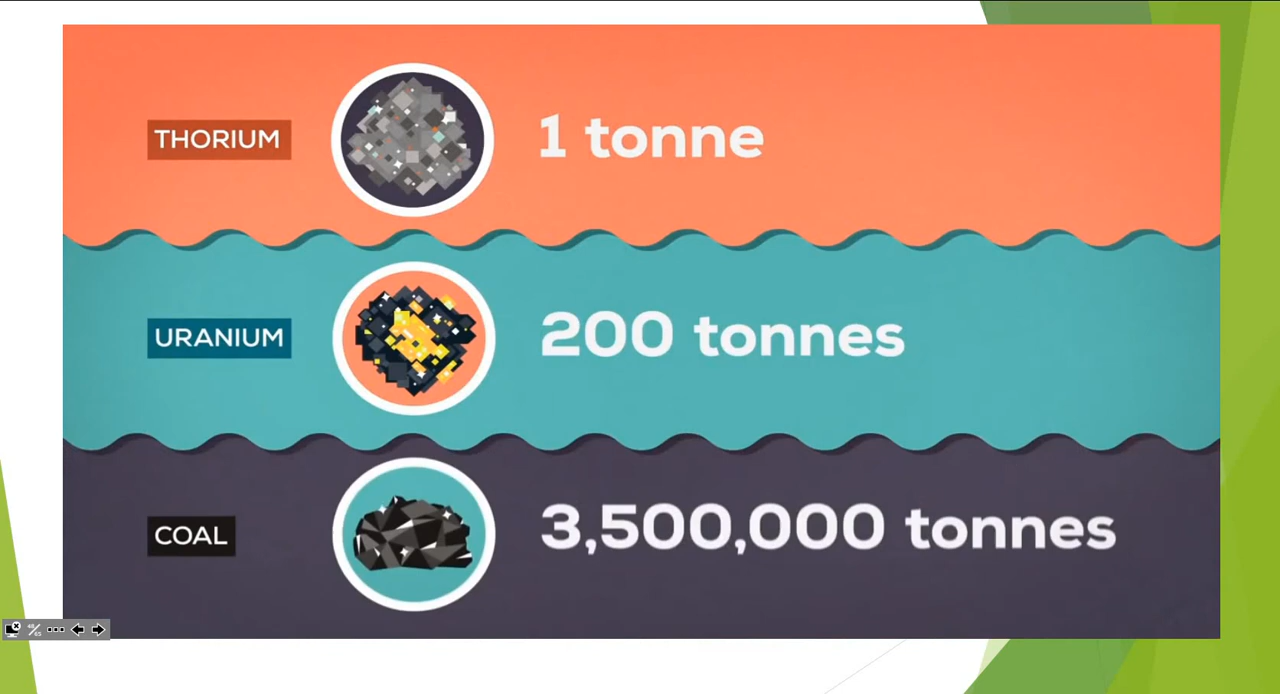 THORIUM
1 tonne
URANIUM
200 tonnes
COAL
3,500,000 tonnes